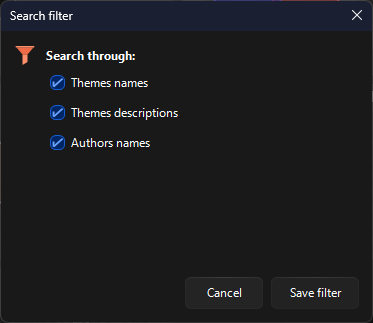 Search filter
Search through:
Themes names
Themes descriptions
Authors names
Cancel
Save filter